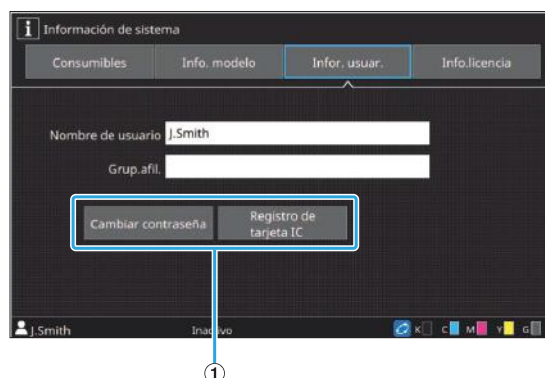 i Información de sistema
Consumibles Info. modelo Infor. usuar. Info.licencia
Nombre de usuario J.Smith
Grup.afil.
Cambiar contraseña Registro de
tarjeta IC
J.Smith Inactivo K C M Y G
①